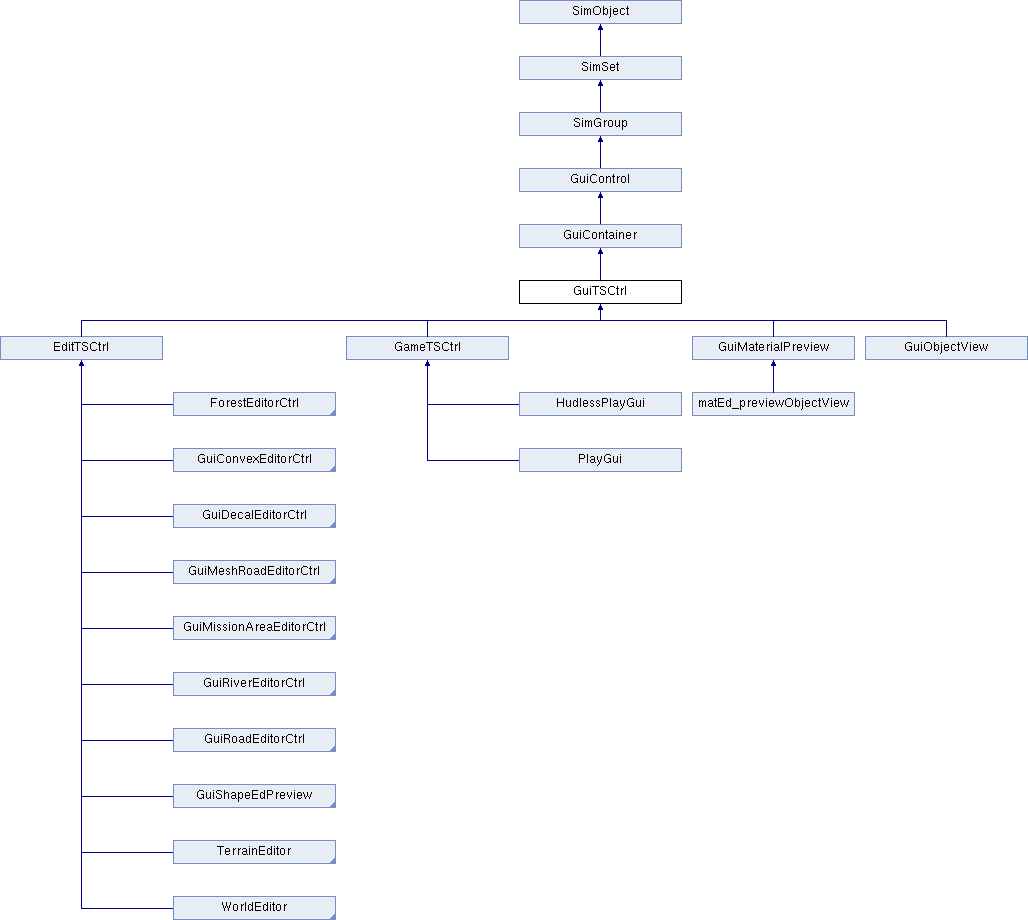 SimObject
SimSet
SimGroup
GuiControl
GuiContainer
GuiTSCtrl
EditTSCtrl
GameTSCtrl
GuiMaterialPreview
GuiObjectView
ForestEditorCtrl
HudlessPlayGui
matEd_previewObjectView
GuiConvexEditorCtrl
PlayGui
GuiDecalEditorCtrl
GuiMeshRoadEditorCtrl
GuiMissionAreaEditorCtrl
GuiRiverEditorCtrl
GuiRoadEditorCtrl
GuiShapeEdPreview
TerrainEditor
WorldEditor